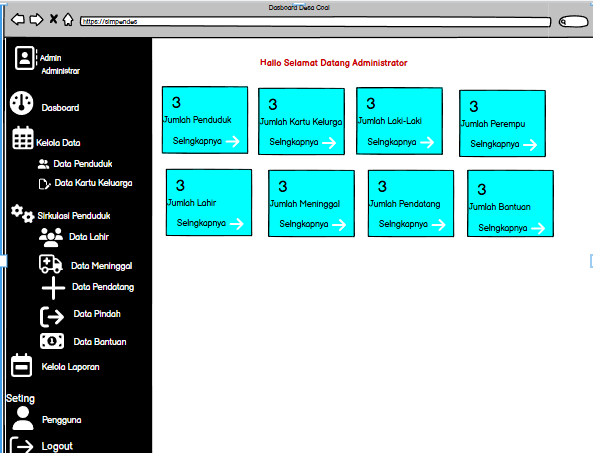 Dasboard Desa Cool
https://simpendes
Admin
Administrar
Dasboard
Kelola Data
Data Penduduk
Data Kartu Keluarga
Sirkulasi Penduduk
Data Lahir
Data Meninggal
Data Pendatang
Data Pindah
Data Bantuan
Kelola Laporan
Seting
Pengguna
Logout
Hallo Selamat Datang Administrator
3
Jumlah Penduduk
Selngkapnya
3
Jumlah Kartu Kelurga
Selngkapnya
3
Jumlah Laki-Laki
Selngkapnya
3
Jumlah Perempu
Selngkapnya
3
Jumlah Lahir
Selngkapnya
3
Jumlah Meninggal
Selngkapnya
3
Jumlah Pendatang
Selngkapnya
3
Jumlah Bantuan
Selngkapnya